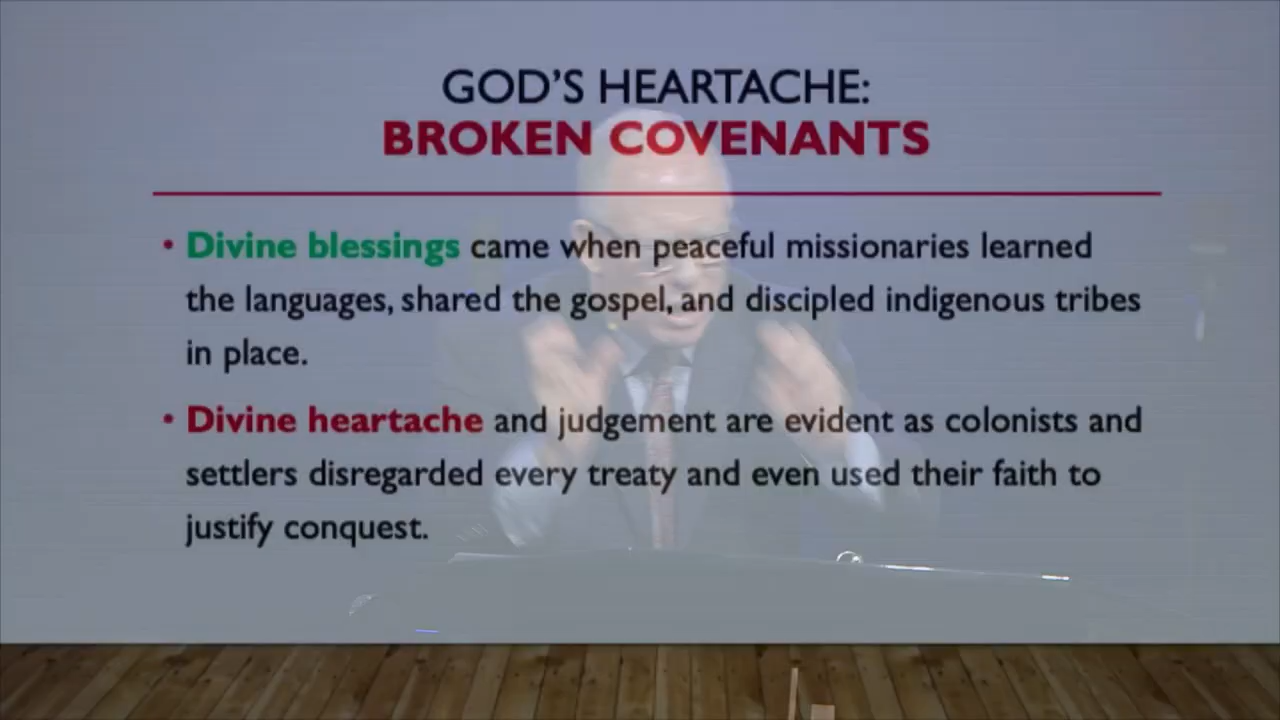 GOD'S HEARTACHE:
BROKEN COVENANTS
• Divine blessings came when peaceful missionaries learned
the languages, shared the gospel, and discipled indigenous tribes
in place.
• Divine heartache and judgement are evident as colonists and
settlers disregarded every treaty and even used their faith to
justify conquest.